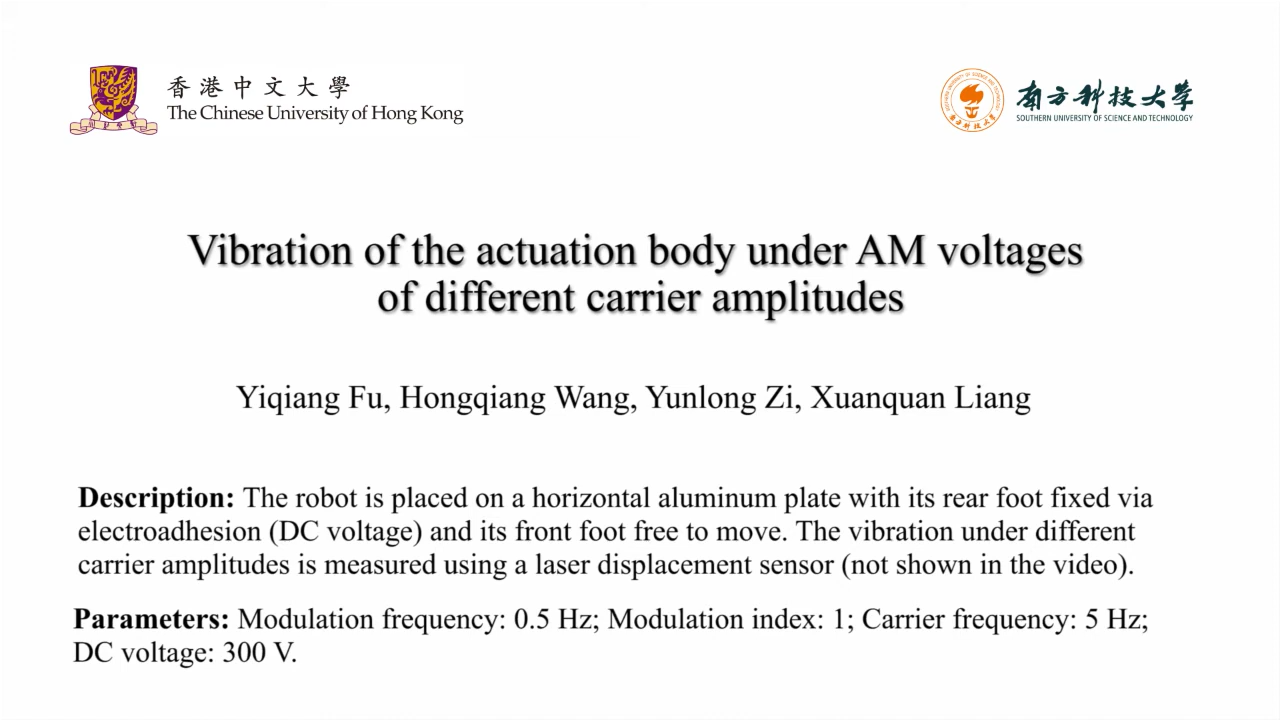 香港中文大學
The Chinese University of Hong Kong
南方科技大学
SOUTHERN UNIVERSITY OF SCIENCE AND TECHNOLOGY
Vibration of the actuation body under AM voltages
of different carrier amplitudes
Yiqiang Fu, Hongqiang Wang, Yunlong Zi, Xuanquan Liang
Description: The robot is placed on a horizontal aluminum plate with its rear foot fixed via
electroadhesion (DC voltage) and its front foot free to move. The vibration under different
carrier amplitudes is measured using a laser displacement sensor (not shown in the video).
Parameters: Modulation frequency: 0.5 Hz; Modulation index: 1; Carrier frequency: 5 Hz;
DC voltage: 300 V.